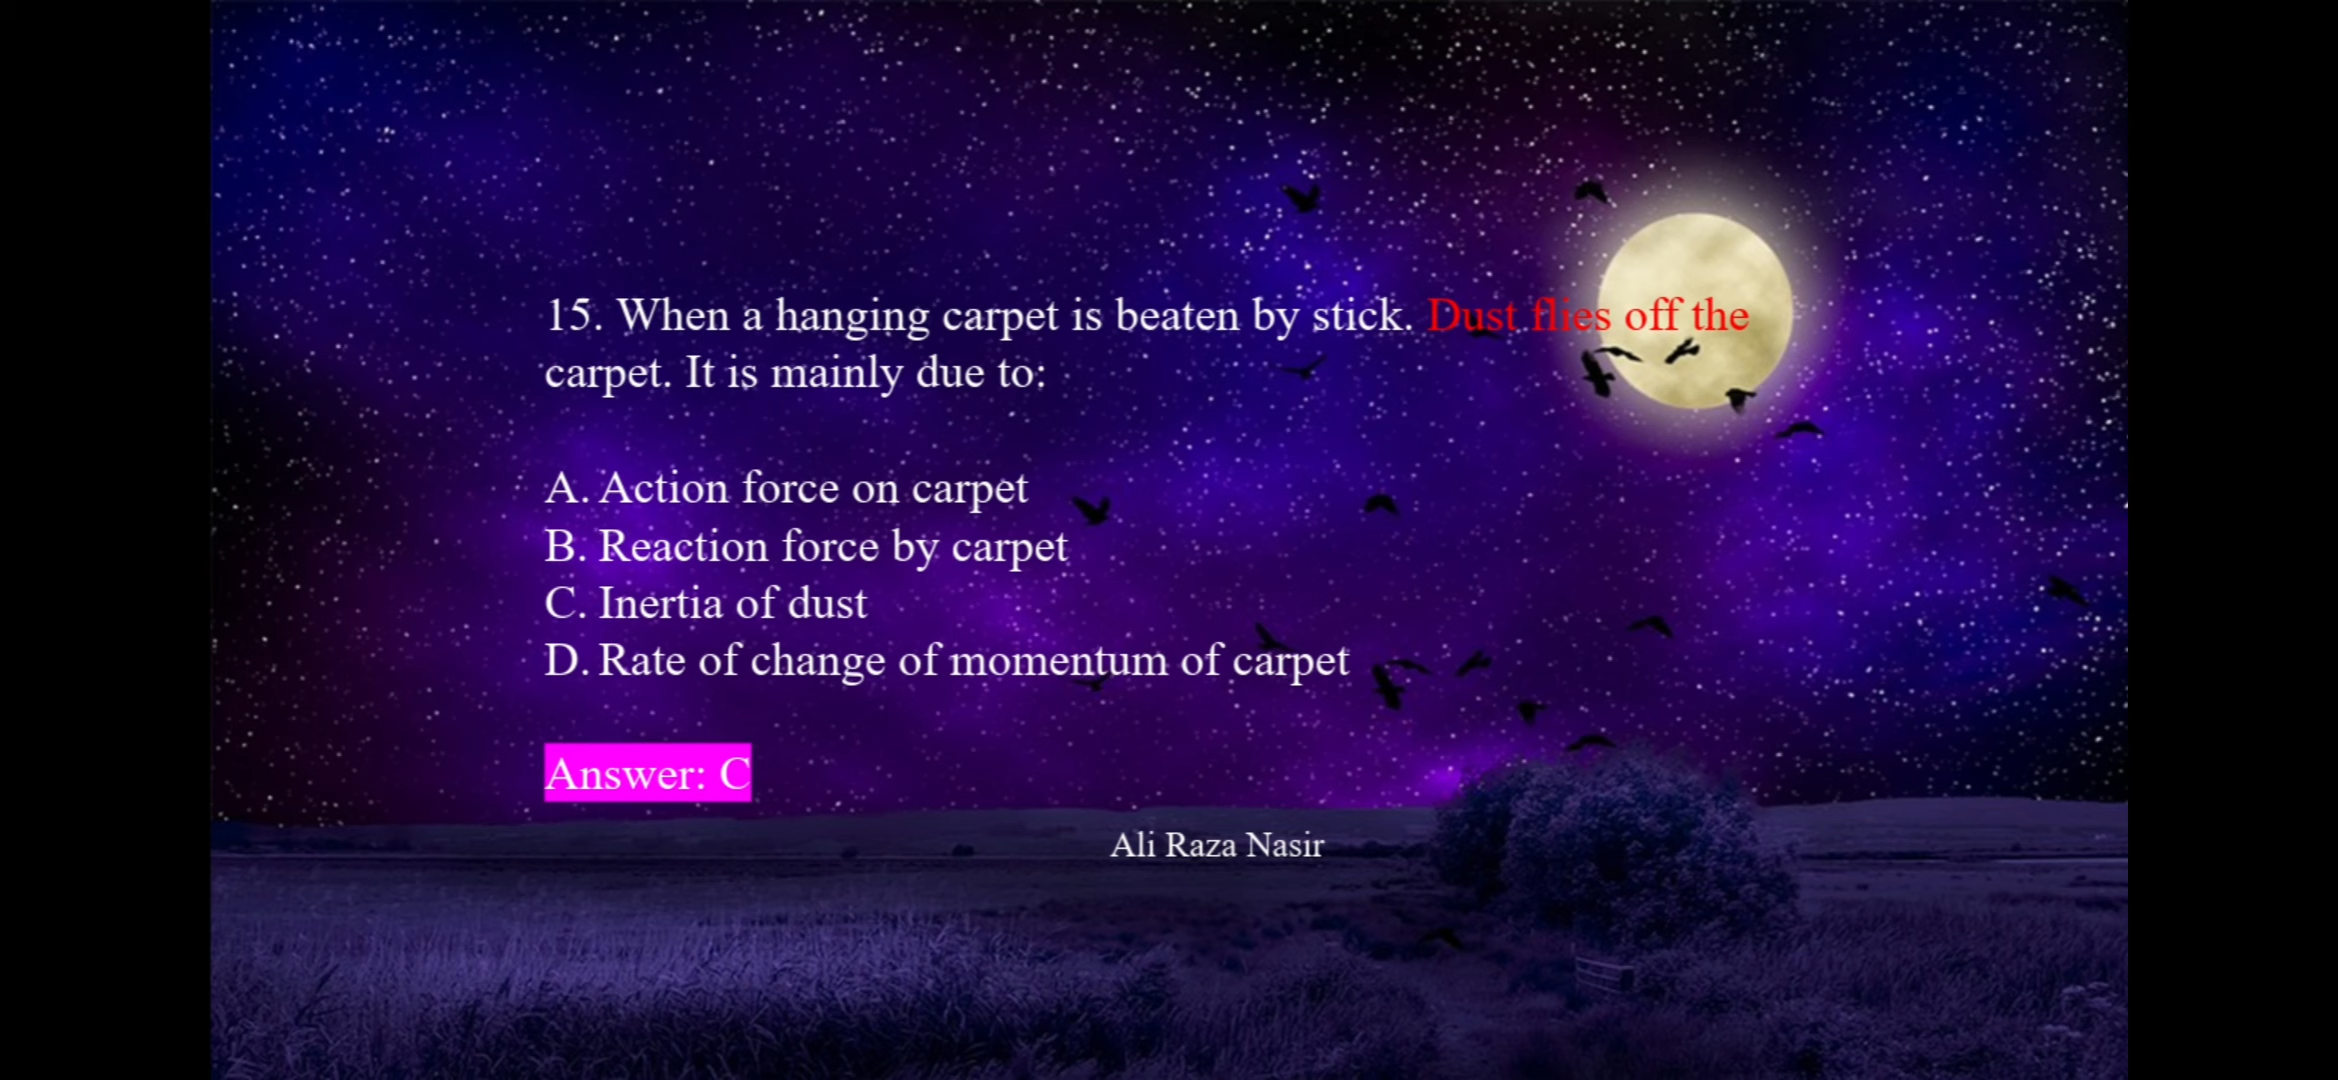 15. When a hanging carpet is beaten by stick. Dust flies off the
carpet. It is mainly due to:
A. Action force on carpet
B. Reaction force by carpet
C. Inertia of dust
D. Rate of change of momentum of carpet
Answer: C
Ali Raza Nasir